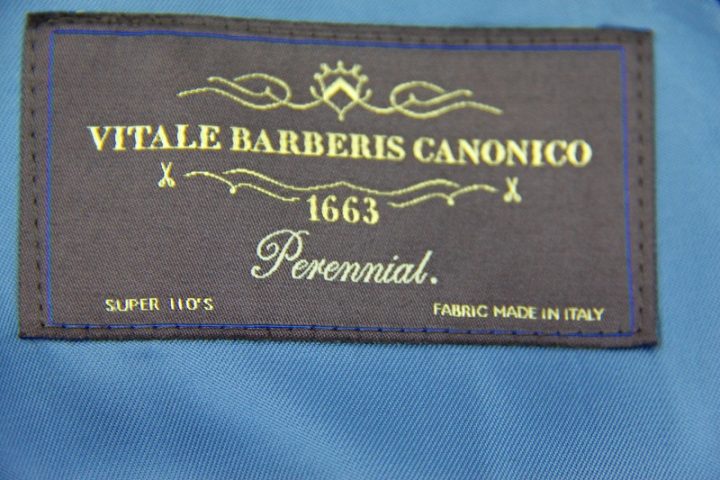 VITALE BARBERIS CANONICO
1663
Perennial.
SUPER 110'S
FABRIC MADE IN ITALY